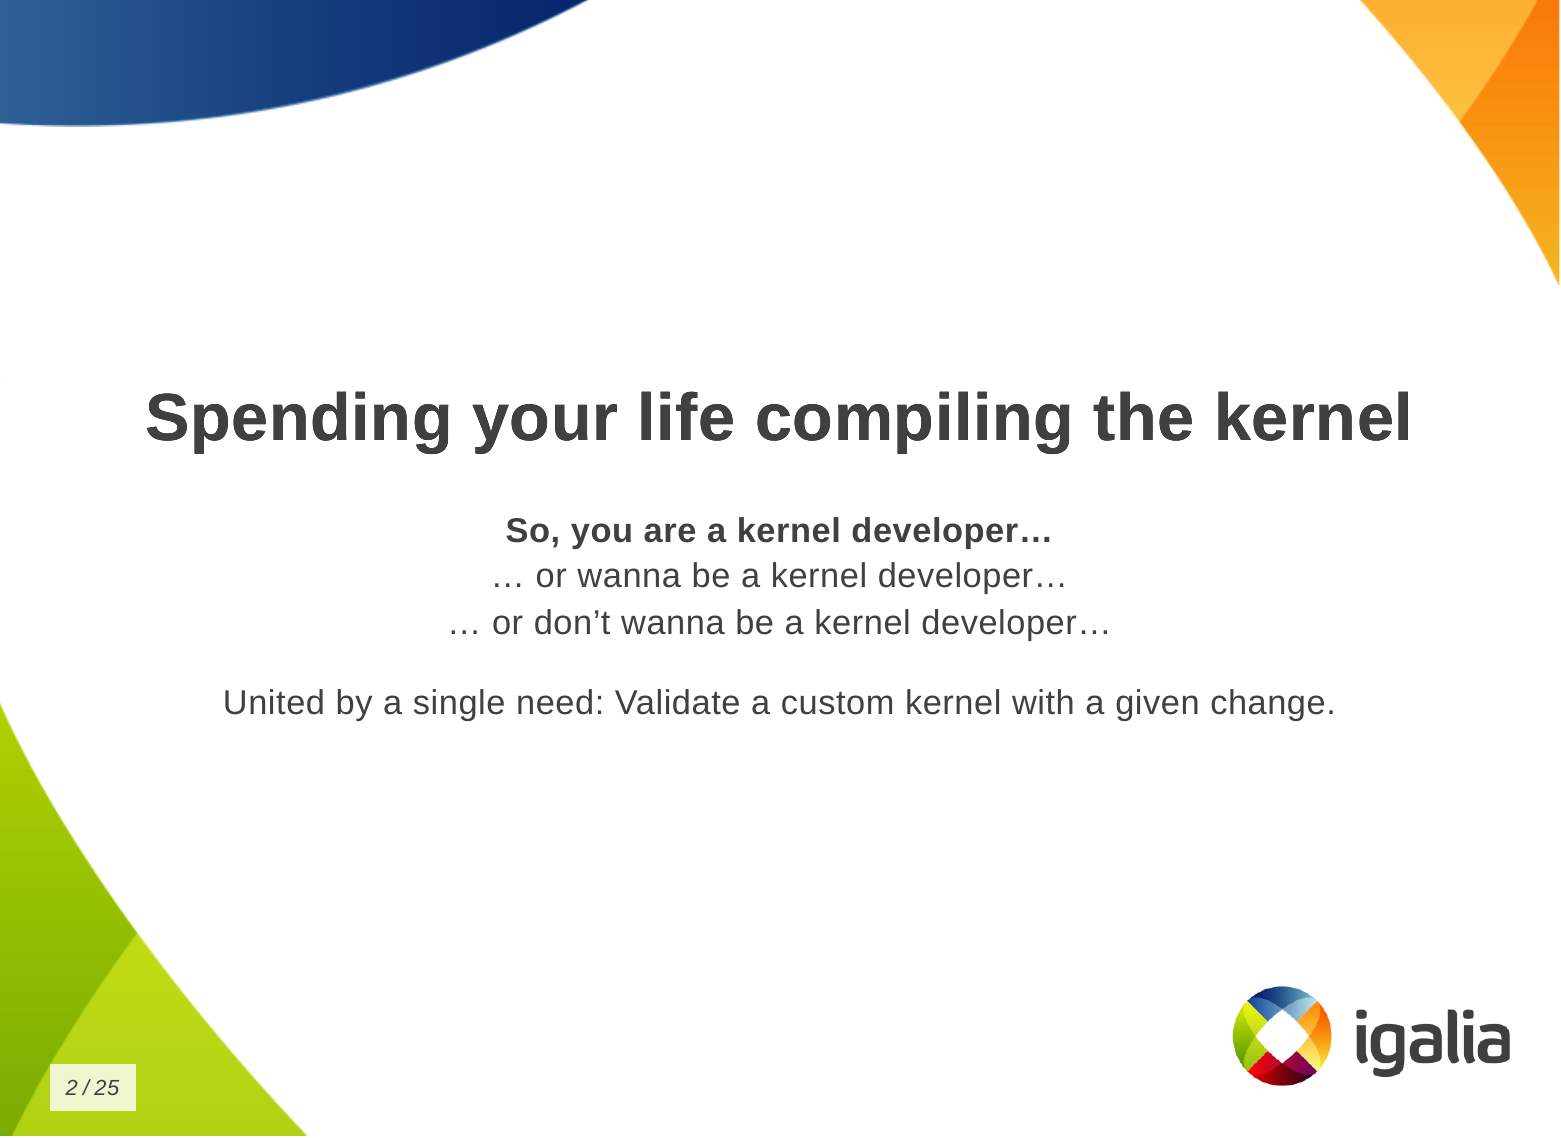 Spending your life compiling the kernel
So, you are a kernel developer…
… or wanna be a kernel developer…
… or don’t wanna be a kernel developer…
United by a single need: Validate a custom kernel with a given change.
igalia
2 / 25